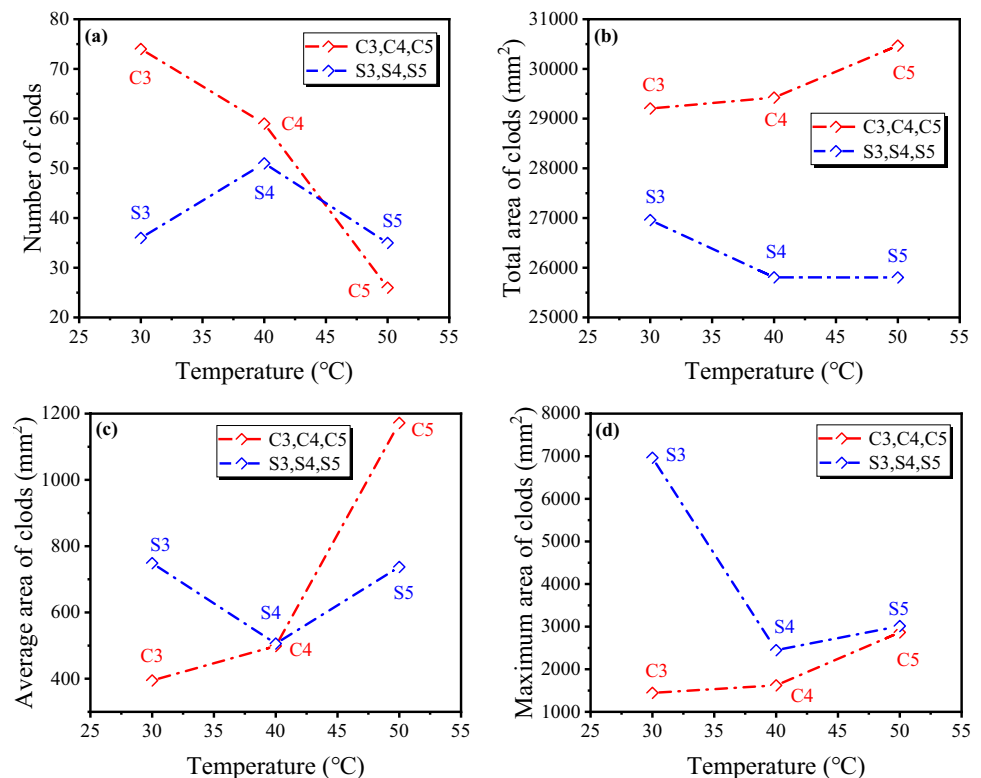 (a)
C3,C4,C5
S3,S4,S5
Number of clods
80
70
60
50
40
30
20
C3
C4
S3
S4
S5
C5
25 30 35 40 45 50 55
Temperature (℃)
(b)
C3,C4,C5
S3,S4,S5
Total area of clods (mm²)
31000
30000
29000
28000
27000
26000
25000
C3
C4
C5
S3
S4
S5
25 30 35 40 45 50 55
Temperature (℃)
(c)
C3,C4,C5
S3,S4,S5
Average area of clods (mm²)
1200
1000
800
600
400
C5
S3
S4
S5
C3
C4
25 30 35 40 45 50 55
Temperature (℃)
(d)
C3,C4,C5
S3,S4,S5
Maximum area of clods (mm²)
8000
7000
6000
5000
4000
3000
2000
1000
S3
S4
S5
C3
C4
C5
25 30 35 40 45 50 55
Temperature (℃)